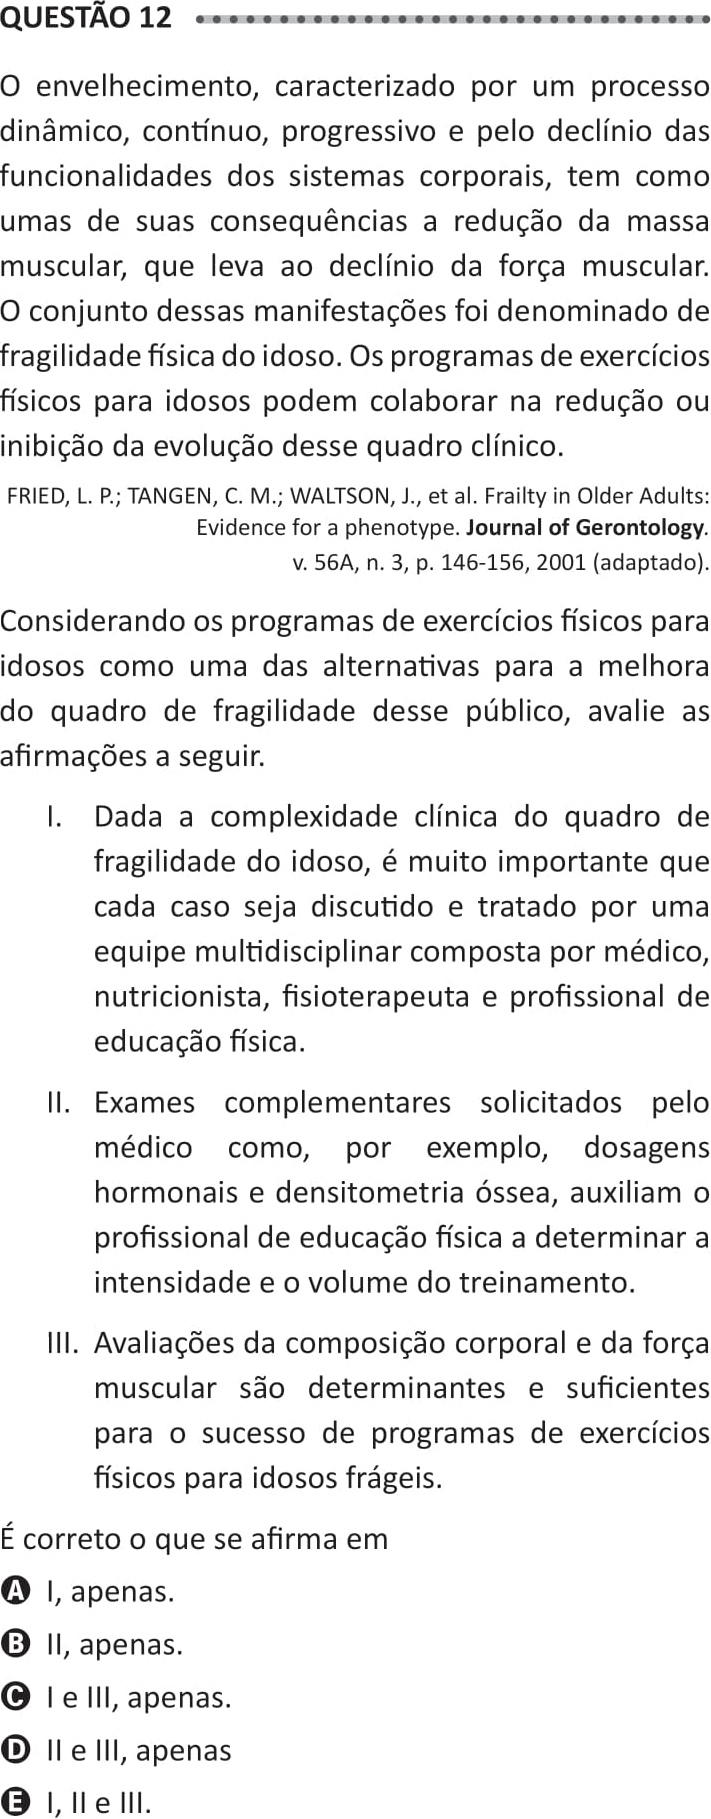 QUESTÃO 12
O envelhecimento, caracterizado por um processo
dinâmico, contínuo, progressivo e pelo declínio das
funcionalidades dos sistemas corporais, tem como
umas de suas consequências a redução da massa
muscular, que leva ao declínio da força muscular.
O conjunto dessas manifestações foi denominado de
fragilidade física do idoso. Os programas de exercícios
físicos para idosos podem colaborar na redução ou
inibição da evolução desse quadro clínico.
FRIED, L. P.; TANGEN, C. M.; WALTSON, J., et al. Frailty in Older Adults:
Evidence for a phenotype. Journal of Gerontology.
v. 56A, n. 3, p. 146-156, 2001 (adaptado).
Considerando os programas de exercícios físicos para
idosos como uma das alternativas para a melhora
do quadro de fragilidade desse público, avalie as
afirmações a seguir.
I. Dada a complexidade clínica do quadro de
fragilidade do idoso, é muito importante que
cada caso seja discutido e tratado por uma
equipe multidisciplinar composta por médico,
nutricionista, fisioterapeuta e profissional de
educação física.
II. Exames complementares solicitados pelo
médico como, por exemplo, dosagens
hormonais e densitometria óssea, auxiliam o
profissional de educação física a determinar a
intensidade e o volume do treinamento.
III. Avaliações da composição corporal e da força
muscular são determinantes e suficientes
para o sucesso de programas de exercícios
físicos para idosos frágeis.
É correto o que se afirma em
A I, apenas.
B II, apenas.
C I e III, apenas.
D II e III, apenas
E I, II e III.